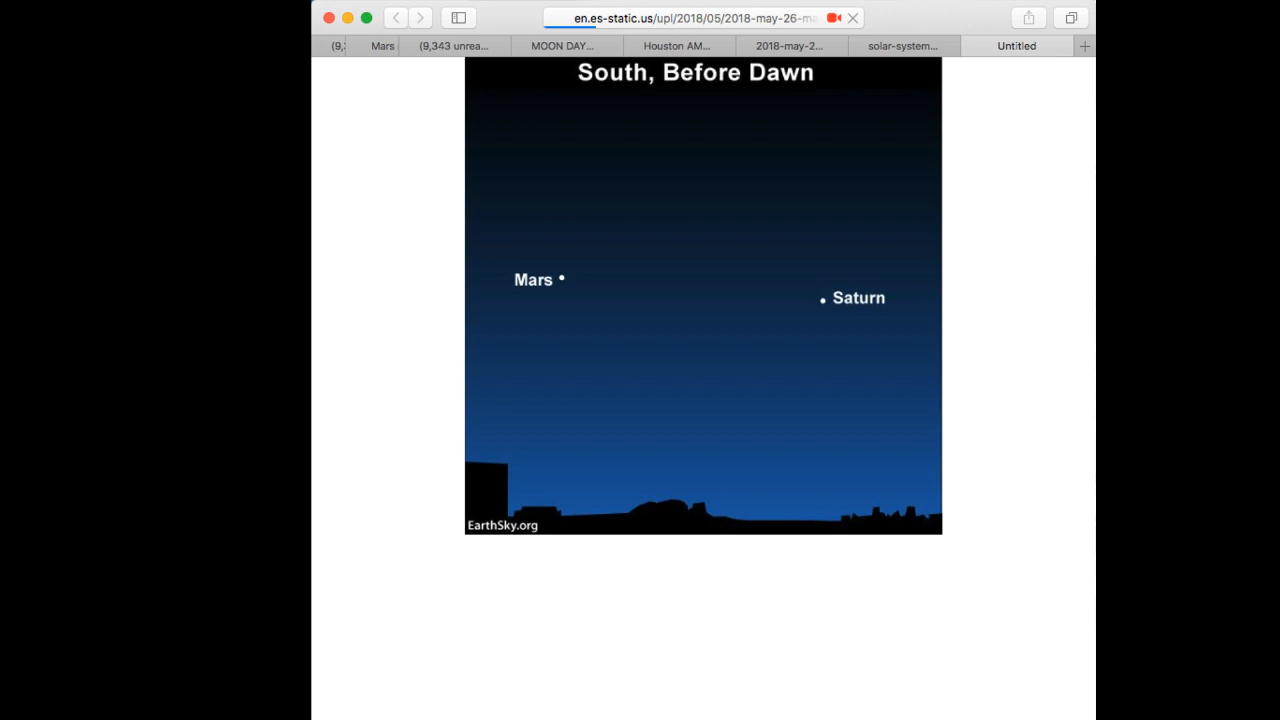 en.es-static.us/upl/2018/05/2018-may-26-ma
Mars
(9,343 unrea...
MOON DAY...
Houston AM...
2018-may-2...
solar-system...
Untitled
South, Before Dawn
Mars
Saturn
EarthSky.org